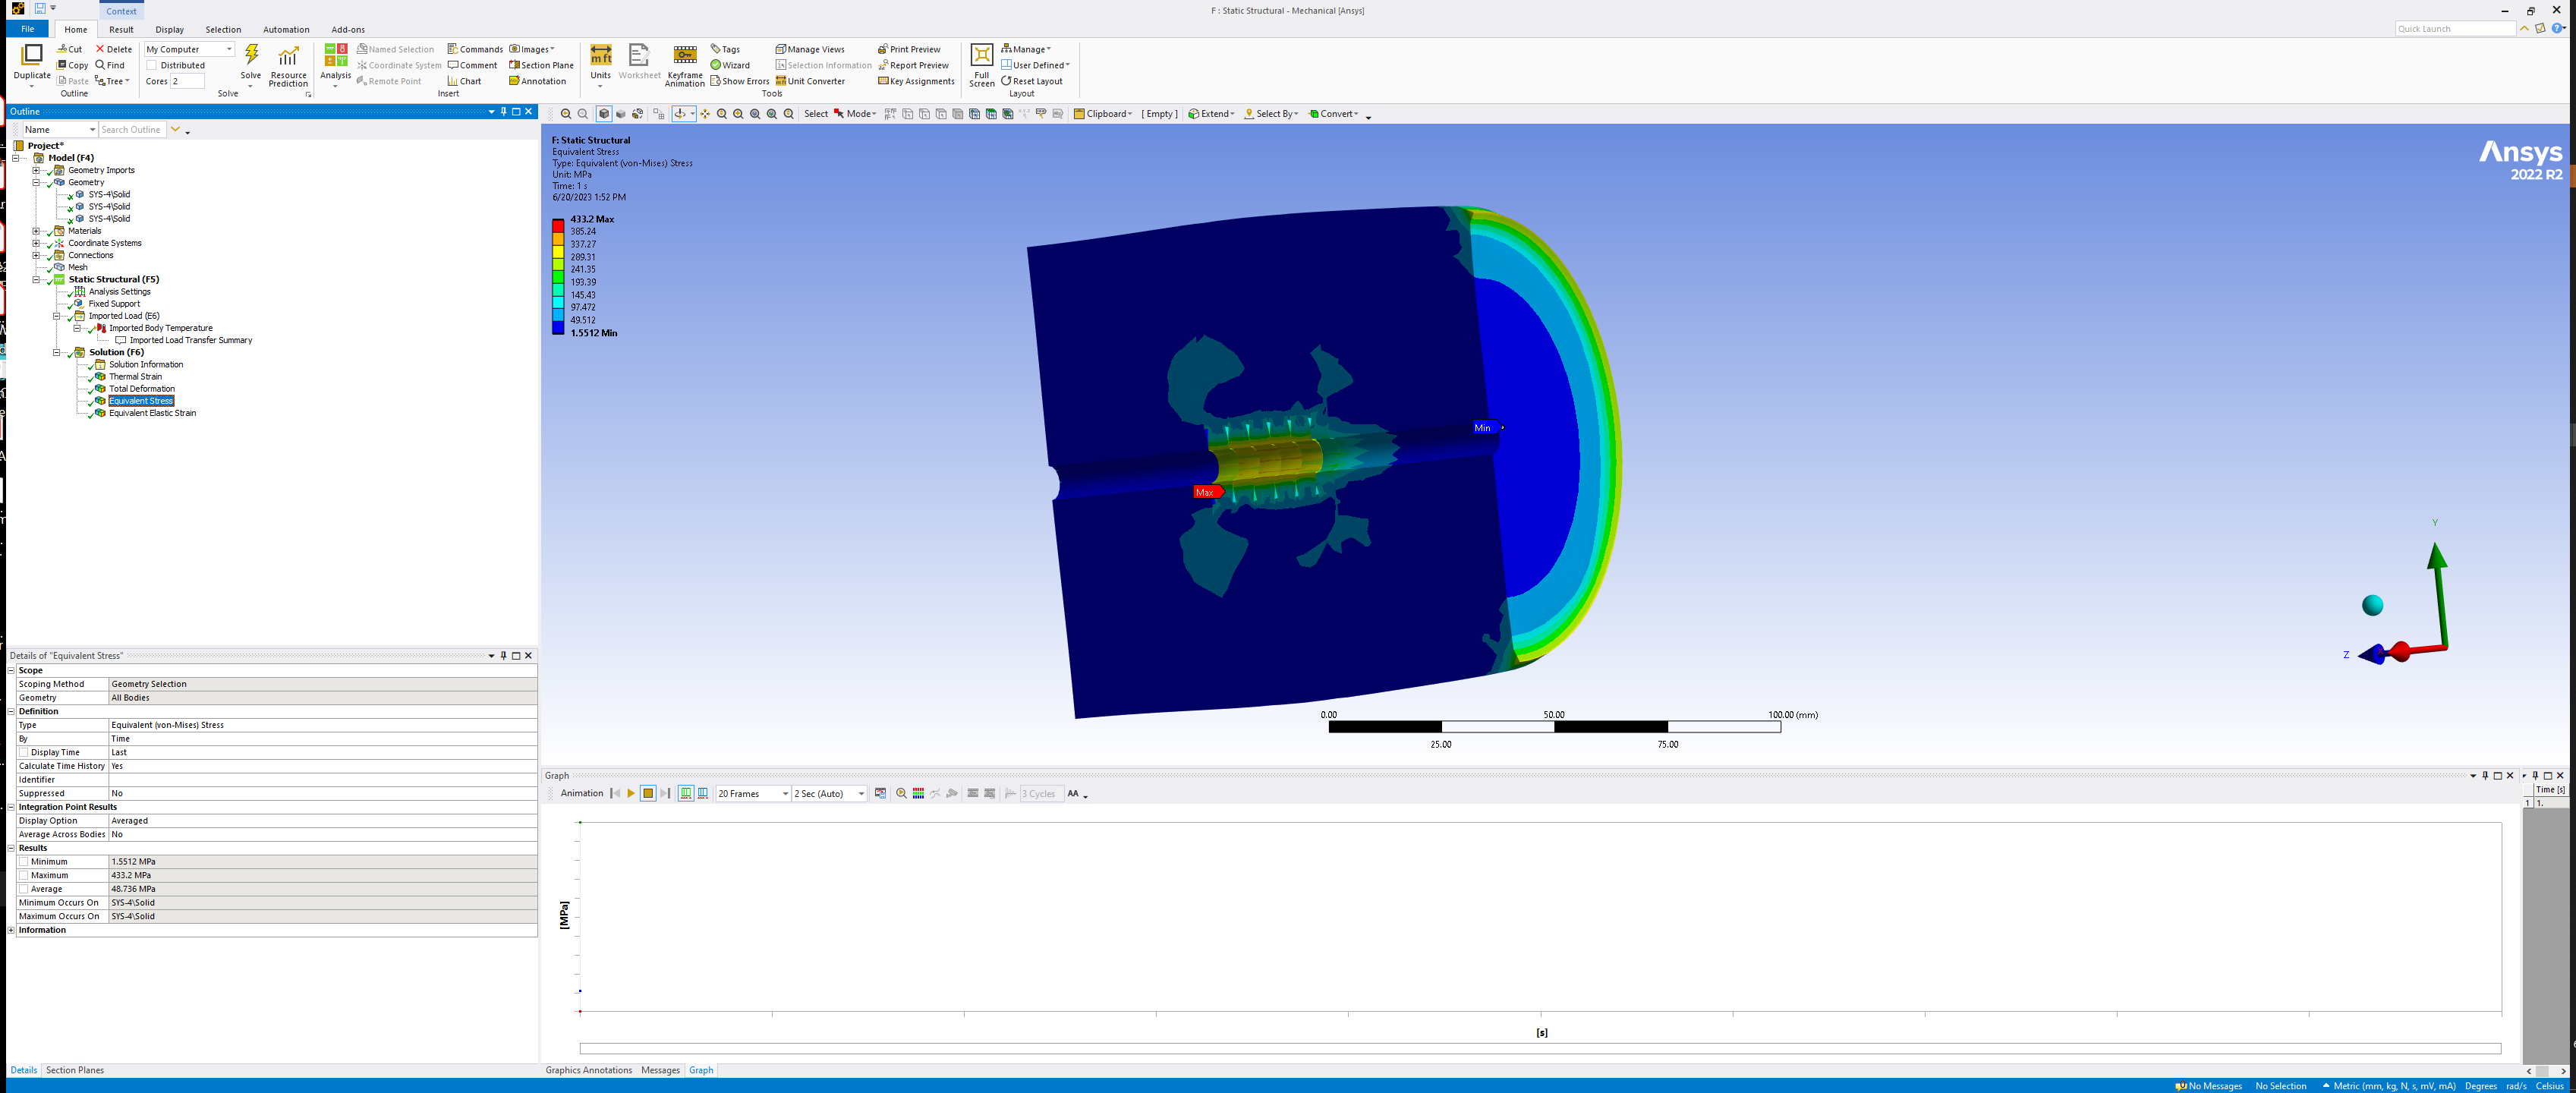 Context
F : Static Structural - Mechanical [Ansys]
File Home Result Display Selection Automation Add-ons
Quick Launch
Duplicate
Cut
Copy
Paste
Delete
Find
Tree
Outline
My Computer
Distributed
Cores 2
Solve
Resource Prediction
Solve
Analysis
Named Selection
Coordinate System
Remote Point
Commands
Comment
Chart
Images
Section Plane
Annotation
Insert
Units
Worksheet
Keyframe Animation
Tags
Wizard
Show Errors
Manage Views
Selection Information
Unit Converter
Print Preview
Report Preview
Key Assignments
Tools
Full Screen
Manage
User Defined
Reset Layout
Layout
Outline
Name Search Outline
Project*
Model (F4)
Geometry Imports
Geometry
SYS-4\Solid
SYS-4\Solid
SYS-4\Solid
Materials
Coordinate Systems
Connections
Mesh
Static Structural (F5)
Analysis Settings
Fixed Support
Imported Load (E6)
Imported Body Temperature
Imported Load Transfer Summary
Solution (F6)
Solution Information
Thermal Strain
Total Deformation
Equivalent Stress
Equivalent Elastic Strain
Details of "Equivalent Stress"
Scope
Scoping Method Geometry Selection
Geometry All Bodies
Definition
Type Equivalent (von-Mises) Stress
By Time
Display Time Last
Calculate Time History Yes
Identifier
Suppressed No
Integration Point Results
Display Option Averaged
Average Across Bodies No
Results
Minimum 1.5512 MPa
Maximum 433.2 MPa
Average 48.736 MPa
Minimum Occurs On SYS-4\Solid
Maximum Occurs On SYS-4\Solid
Information
Details Section Planes
Select Mode Clipboard [ Empty ] Extend Select By Convert
F: Static Structural
Equivalent Stress
Type: Equivalent (von-Mises) Stress
Unit: MPa
Time: 1 s
6/20/2023 1:52 PM
433.2 Max
385.24
337.27
289.31
241.35
193.39
145.43
97.472
49.512
1.5512 Min
Ansys
2022 R2
Min
Max
Y
Z
0.00 50.00 100.00 (mm)
25.00 75.00
Graph
Animation 20 Frames 2 Sec (Auto) 3 Cycles AA
Time [s]
1 1.
[MPa]
[s]
Graphics Annotations Messages Graph
No Messages No Selection Metric (mm, kg, N, s, mV, mA) Degrees rad/s Celsius